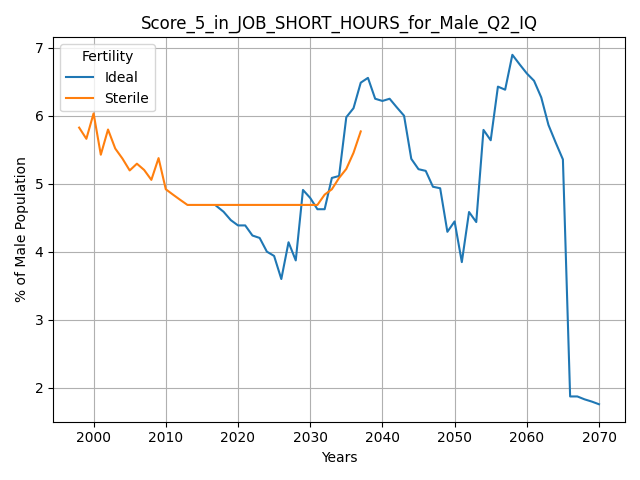 Score_5_in_JOB_SHORT_HOURS_for_Male_Q2_IQ
Fertility
Ideal
Sterile
% of Male Population
7
6
5
4
3
2
2000 2010 2020 2030 2040 2050 2060 2070
Years